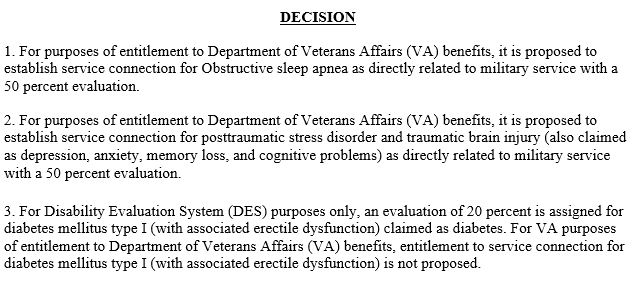 DECISION
1. For purposes of entitlement to Department of Veterans Affairs (VA) benefits, it is proposed to
establish service connection for Obstructive sleep apnea as directly related to military service with a
50 percent evaluation.
2. For purposes of entitlement to Department of Veterans Affairs (VA) benefits, it is proposed to
establish service connection for posttraumatic stress disorder and traumatic brain injury (also claimed
as depression, anxiety, memory loss, and cognitive problems) as directly related to military service
with a 50 percent evaluation.
3. For Disability Evaluation System (DES) purposes only, an evaluation of 20 percent is assigned for
diabetes mellitus type I (with associated erectile dysfunction) claimed as diabetes. For VA purposes
of entitlement to Department of Veterans Affairs (VA) benefits, entitlement to service connection for
diabetes mellitus type I (with associated erectile dysfunction) is not proposed.